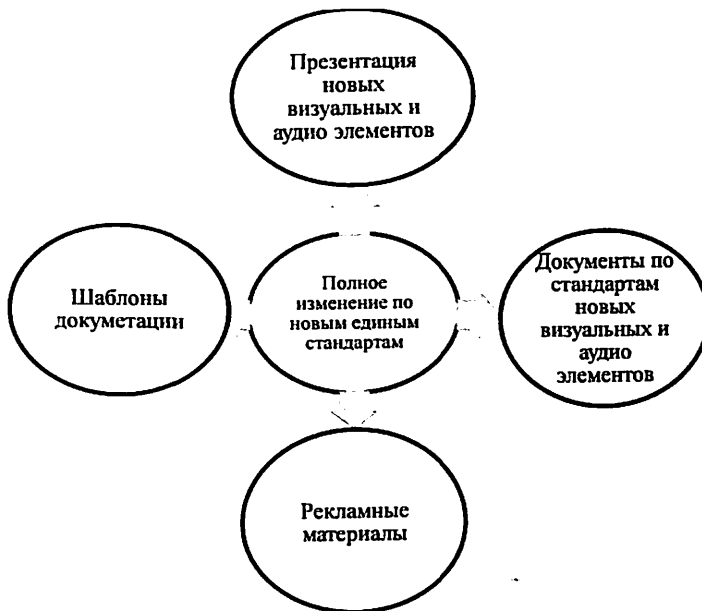 Презентация
новых
визуальных и
аудио элементов
Шаблоны
докуметации
Полное
изменение по
новым единым
стандартам
Документы по
стандартам
новых
визуальных и
аудио
элементов
Рекламные
материалы